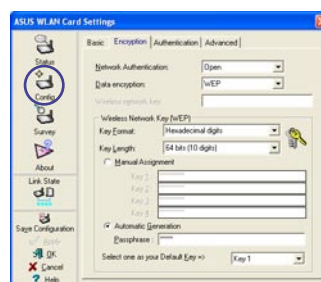 ASUS WLAN Card Settings
Status
Config
Survey
About
Link State
Save Configuration
Apply
OK
Cancel
Help
Basic Encryption Authentication Advanced
Network Authentication: Open
Data encryption: WEP
Wireless network key:
Wireless Network Key (WEP)
Key Format: Hexadecimal digits
Key Length: 64 bits (10 digits)
Manual Assignment
Key 1:
Key 2:
Key 3:
Key 4:
Automatic Generation
Passphrase :
Select one as your Default Key => Key 1